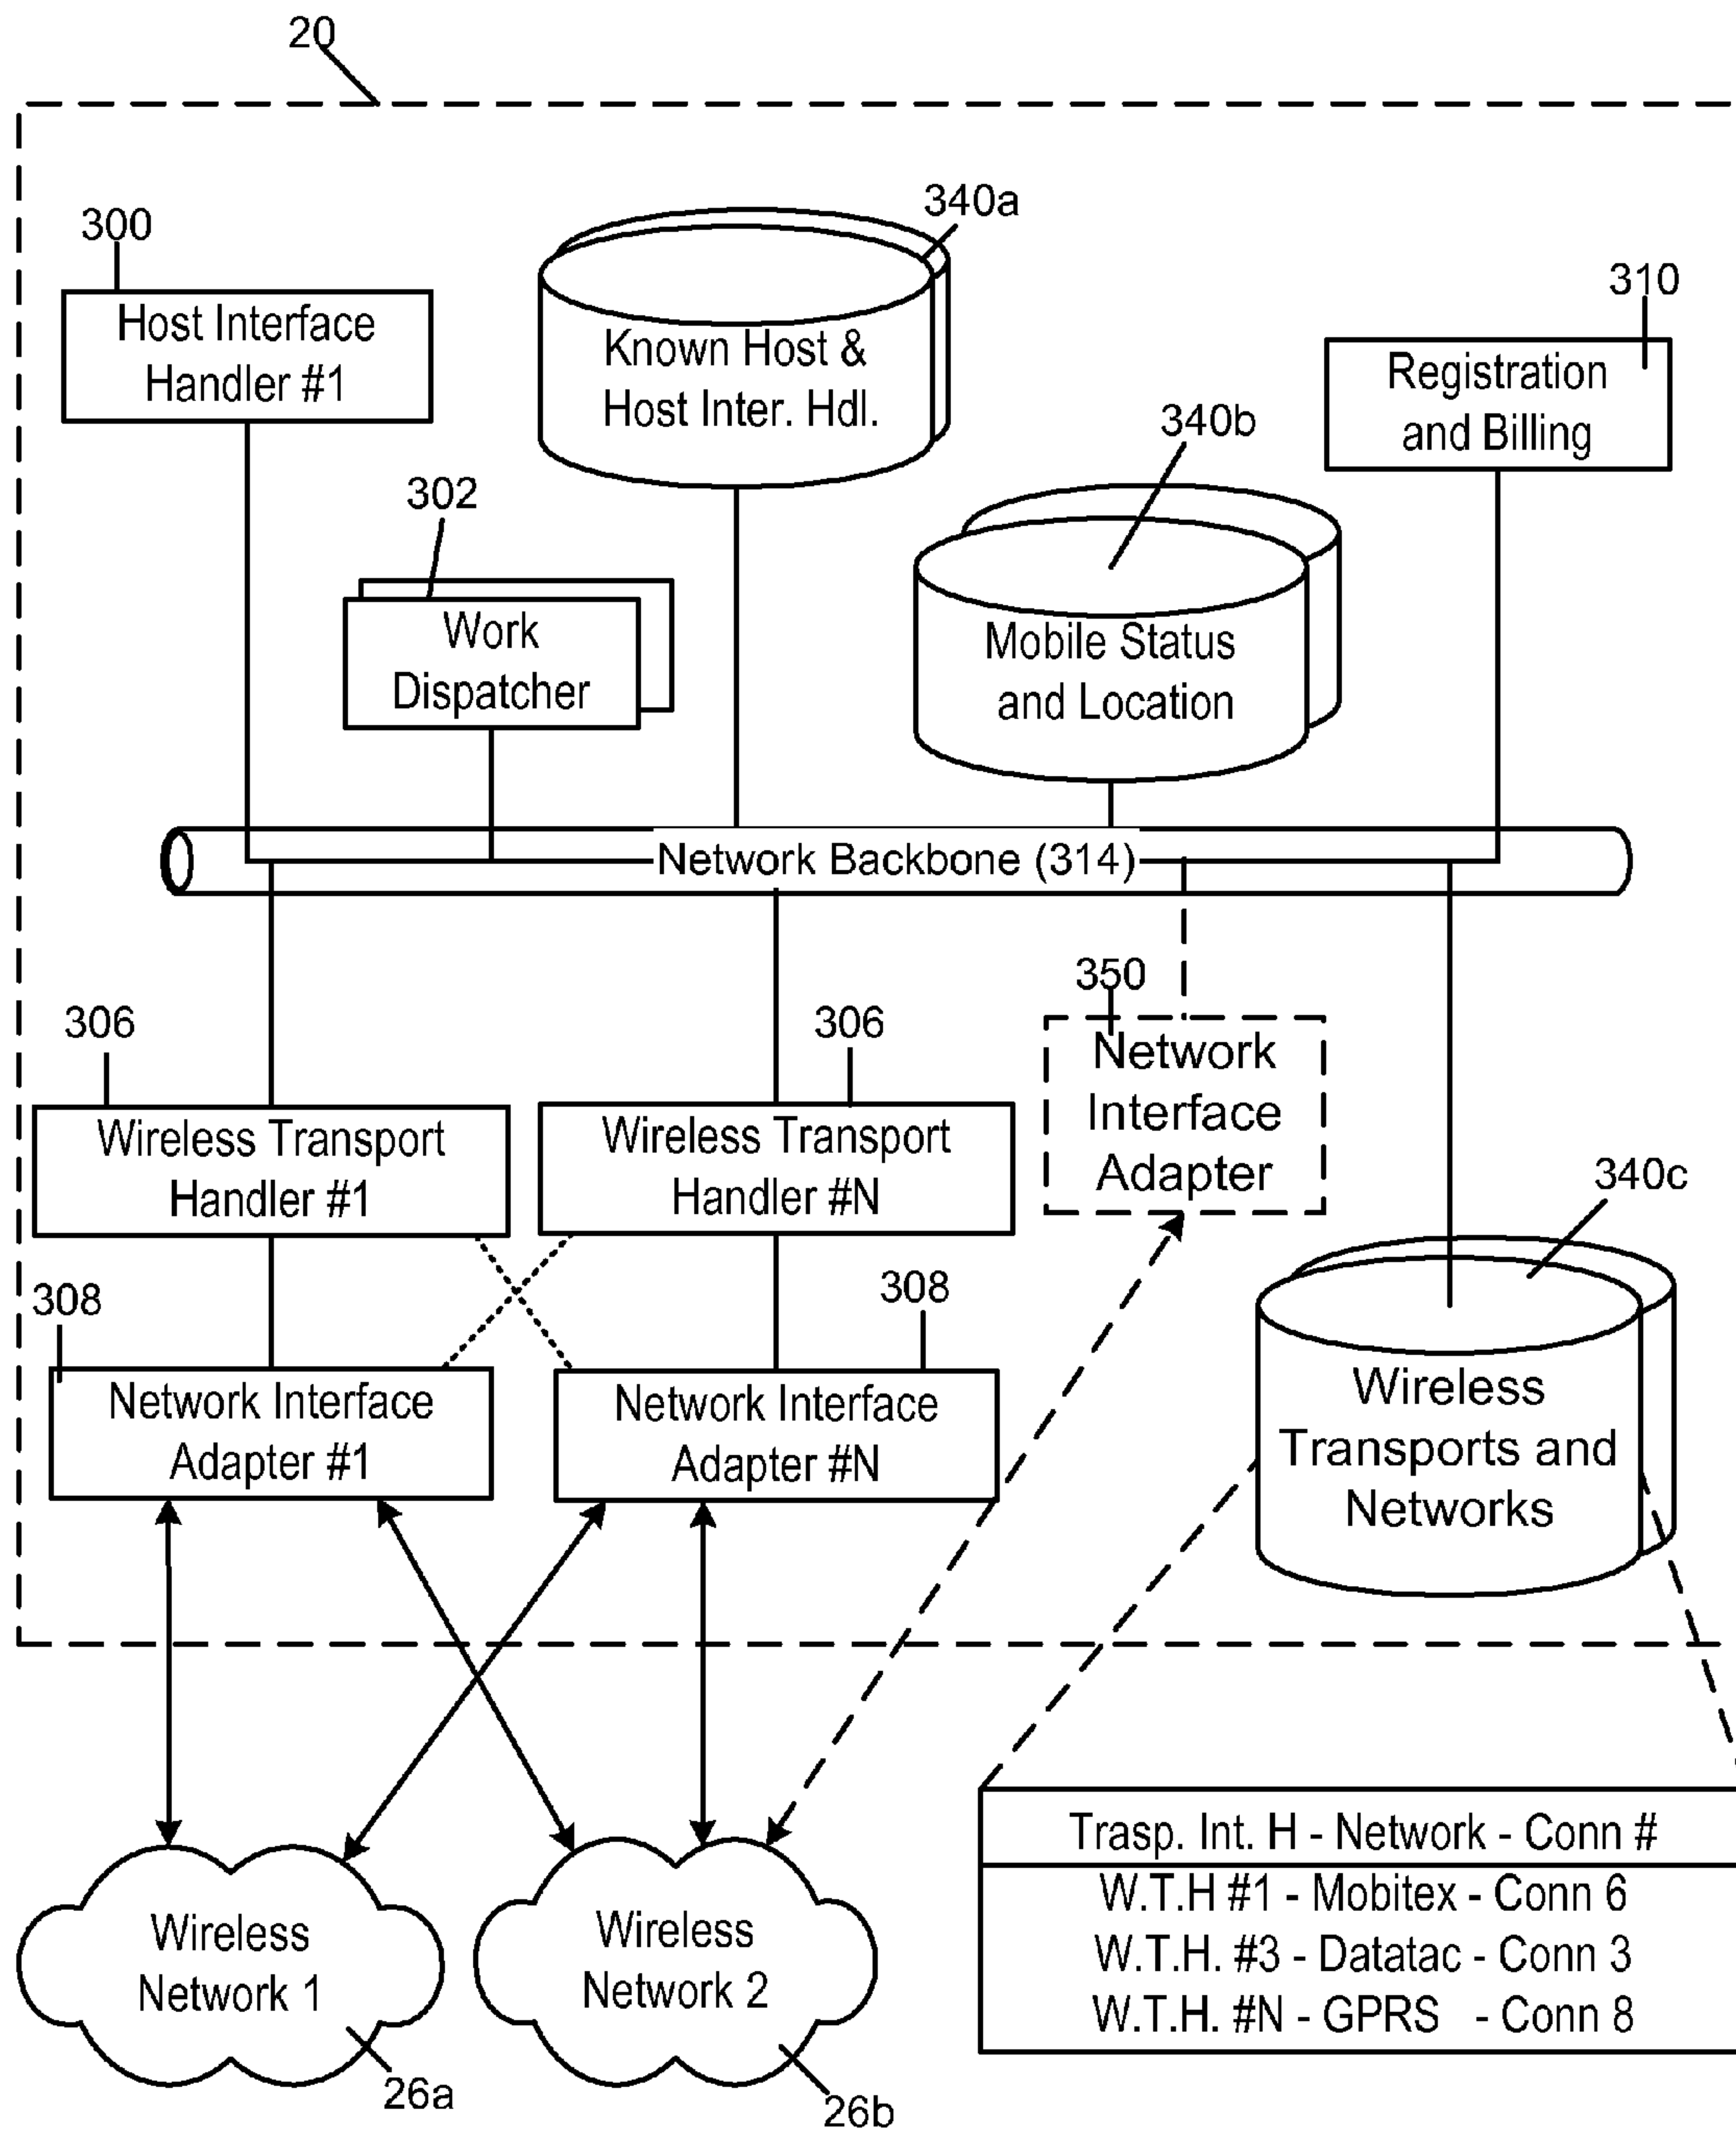 20
340a
300
310
Host Interface
Handler #1
Known Host &
Host Inter. Hdl.
Registration
and Billing
340b
302
Work
Dispatcher
Mobile Status
and Location
Network Backbone (314)
350
306
306
Network
Interface
Adapter
Wireless Transport
Handler #1
Wireless Transport
Handler #N
340c
308
308
Network Interface
Adapter #1
Network Interface
Adapter #N
Wireless
Transports and
Networks
Trasp. Int. H - Network - Conn #
W.T.H #1 - Mobitex - Conn 6
W.T.H. #3 - Datatac - Conn 3
W.T.H. #N - GPRS - Conn 8
Wireless
Network 1
Wireless
Network 2
26a
26b